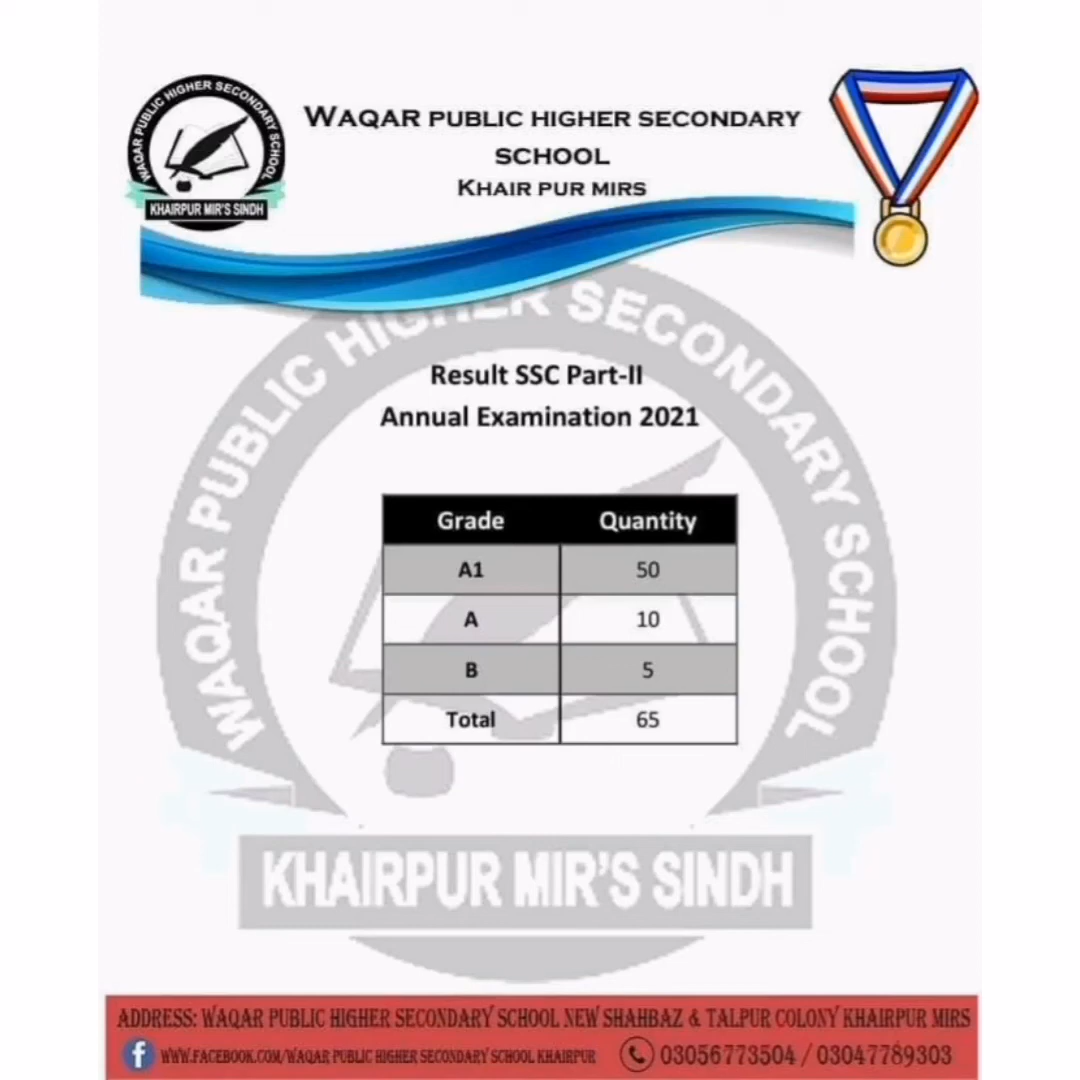 WAQAR PUBLIC HIGHER SECONDARY SCHOOL
KHAIRPUR MIR'S SINDH
WAQAR PUBLIC HIGHER SECONDARY
SCHOOL
KHAIR PUR MIRS
WAQAR PUBLIC HIGHER SECONDARY SCHOOL
Result SSC Part-II
Annual Examination 2021
Grade Quantity
A1 50
A 10
B 5
Total 65
KHAIRPUR MIR'S SINDH
ADDRESS: WAQAR PUBLIC HIGHER SECONDARY SCHOOL NEW SHAHBAZ & TALPUR COLONY KHAIRPUR MIRS
WWW.FACEBOOK.COM/WAQAR PUBLIC HIGHER SECONDARY SCHOOL KHAIRPUR 03056773504 / 03047789303